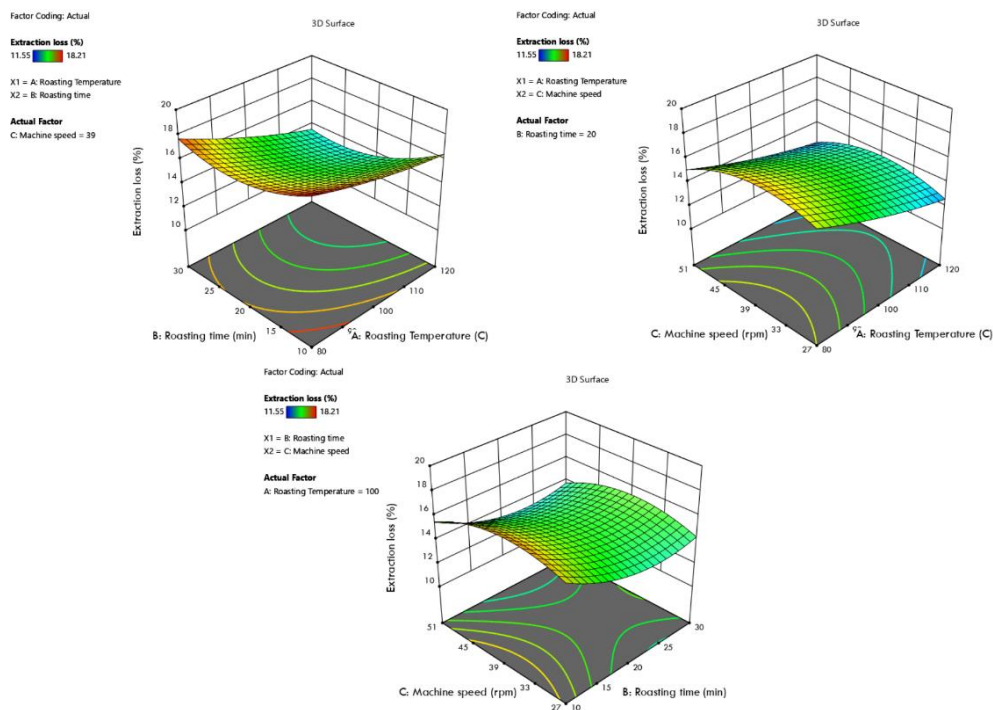 Factor Coding: Actual
3D Surface
Extraction loss (%)
11.55 18.21
X1 = A: Roasting Temperature
X2 = B: Roasting time
Actual Factor
C: Machine speed = 39
20
18
16
14
12
10
Extraction loss (%)
30
25
20
15
10
80
100
110
120
B: Roasting time (min)
A: Roasting Temperature (C)
Factor Coding: Actual
3D Surface
Extraction loss (%)
11.55 18.21
X1 = A: Roasting Temperature
X2 = C: Machine speed
Actual Factor
B: Roasting time = 20
20
18
16
14
12
10
Extraction loss (%)
51
45
39
33
27
80
100
110
120
C: Machine speed (rpm)
A: Roasting Temperature (C)
Factor Coding: Actual
3D Surface
Extraction loss (%)
11.55 18.21
X1 = B: Roasting time
X2 = C: Machine speed
Actual Factor
A: Roasting Temperature = 100
20
18
16
14
12
10
Extraction loss (%)
51
45
39
33
27
10
15
20
25
30
C: Machine speed (rpm)
B: Roasting time (min)